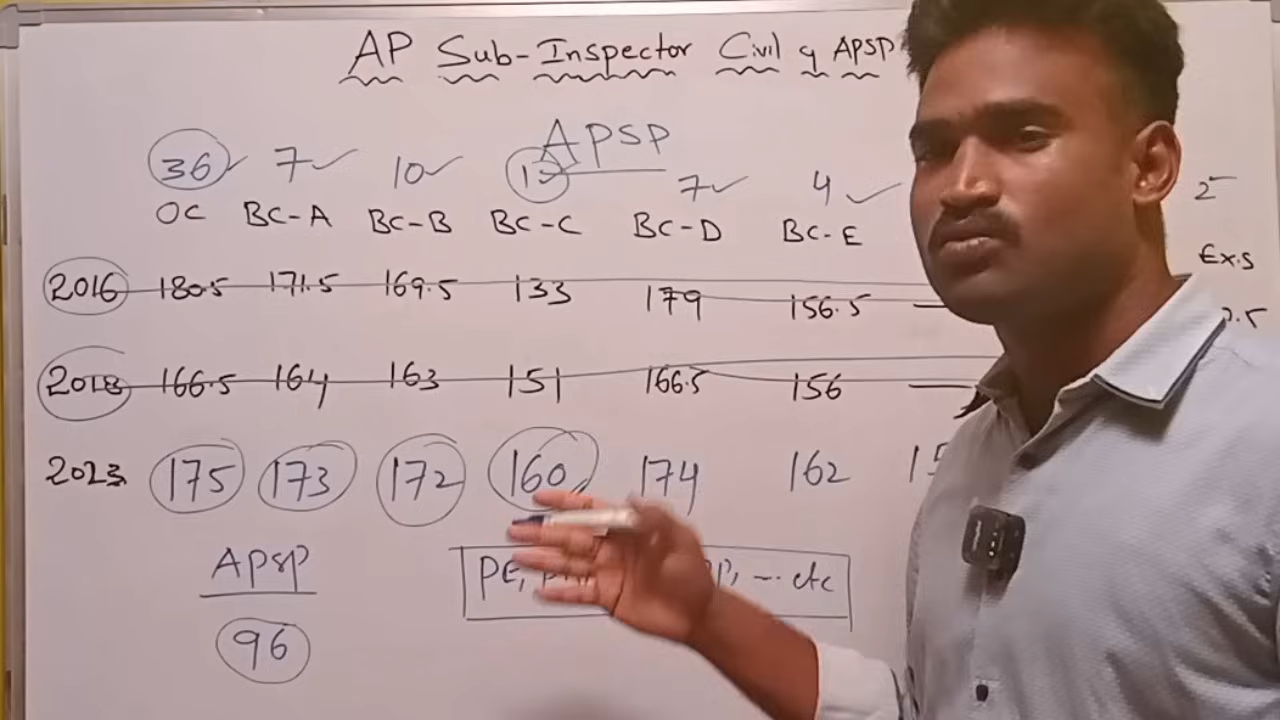 AP Sub-Inspector Civil & APSP
APSP
36 7 10 7 4 2
OC BC-A BC-B BC-C BC-D BC-E Ex.S
2016 180.5 171.5 169.5 133 179 156.5
2018 166.5 164 163 151 166.5 156
2023 175 173 172 160 174 162
APSP PE, ... etc
96